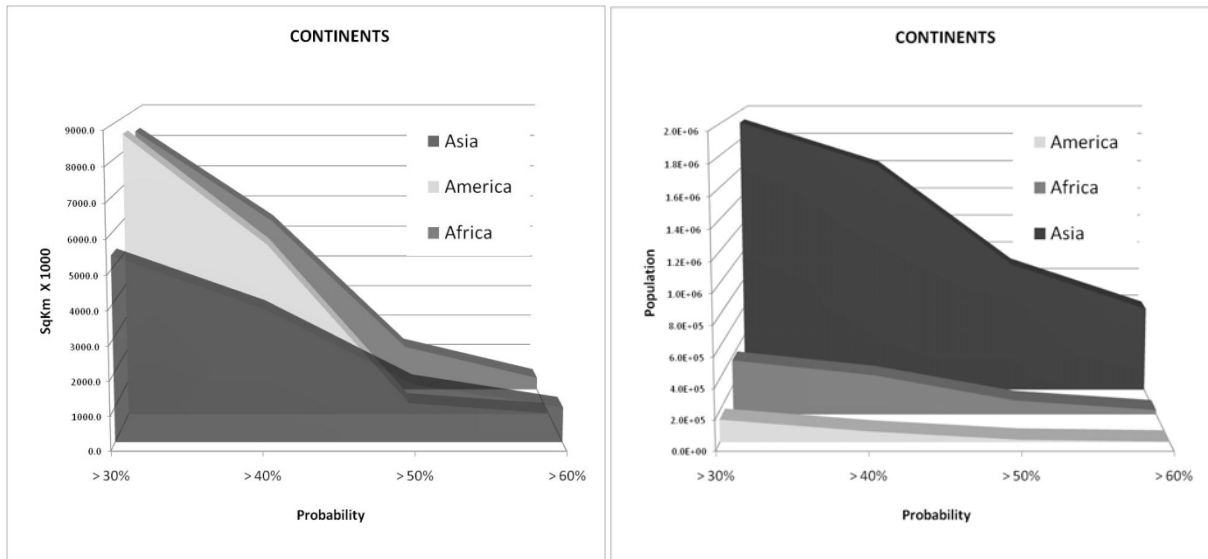 CONTINENTS
9000.0
8000.0
7000.0
6000.0
5000.0
4000.0
3000.0
2000.0
1000.0
0.0
SqKm X 1000
Asia
America
Africa
>30%
>40%
>50%
>60%
Probability
CONTINENTS
2.0E+06
1.8E+06
1.6E+06
1.4E+06
1.2E+06
1.0E+06
8.0E+05
6.0E+05
4.0E+05
2.0E+05
0.0E+00
Population
America
Africa
Asia
>30%
>40%
>50%
>60%
Probability